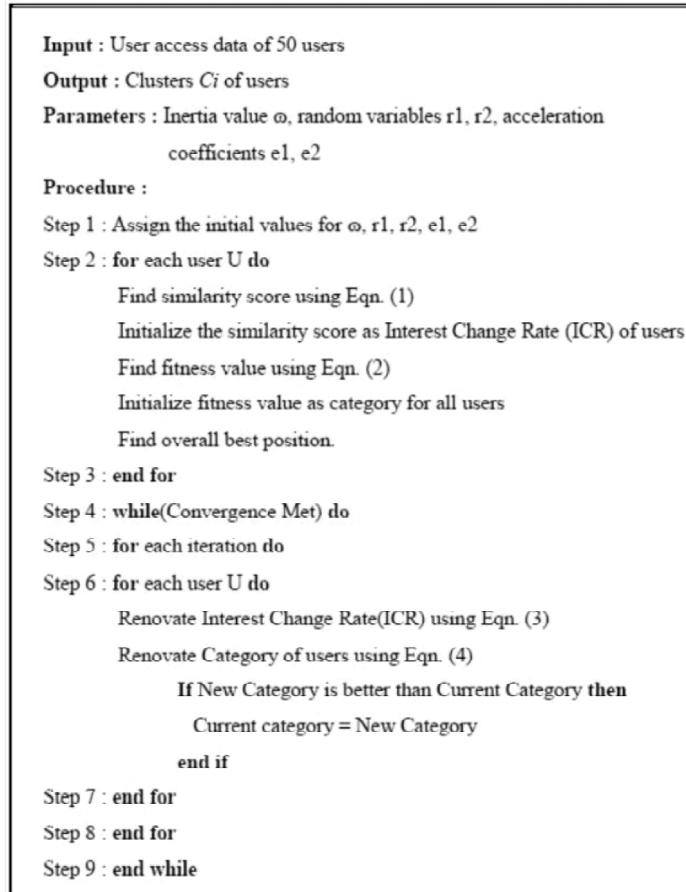 Input : User access data of 50 users
Output : Clusters Ci of users
Parameters : Inertia value ω, random variables r1, r2, acceleration
coefficients e1, e2
Procedure :
Step 1 : Assign the initial values for ω, r1, r2, e1, e2
Step 2 : for each user U do
Find similarity score using Eqn. (1)
Initialize the similarity score as Interest Change Rate (ICR) of users
Find fitness value using Eqn. (2)
Initialize fitness value as category for all users
Find overall best position.
Step 3 : end for
Step 4 : while(Convergence Met) do
Step 5 : for each iteration do
Step 6 : for each user U do
Renovate Interest Change Rate(ICR) using Eqn. (3)
Renovate Category of users using Eqn. (4)
If New Category is better than Current Category then
Current category = New Category
end if
Step 7 : end for
Step 8 : end for
Step 9 : end while